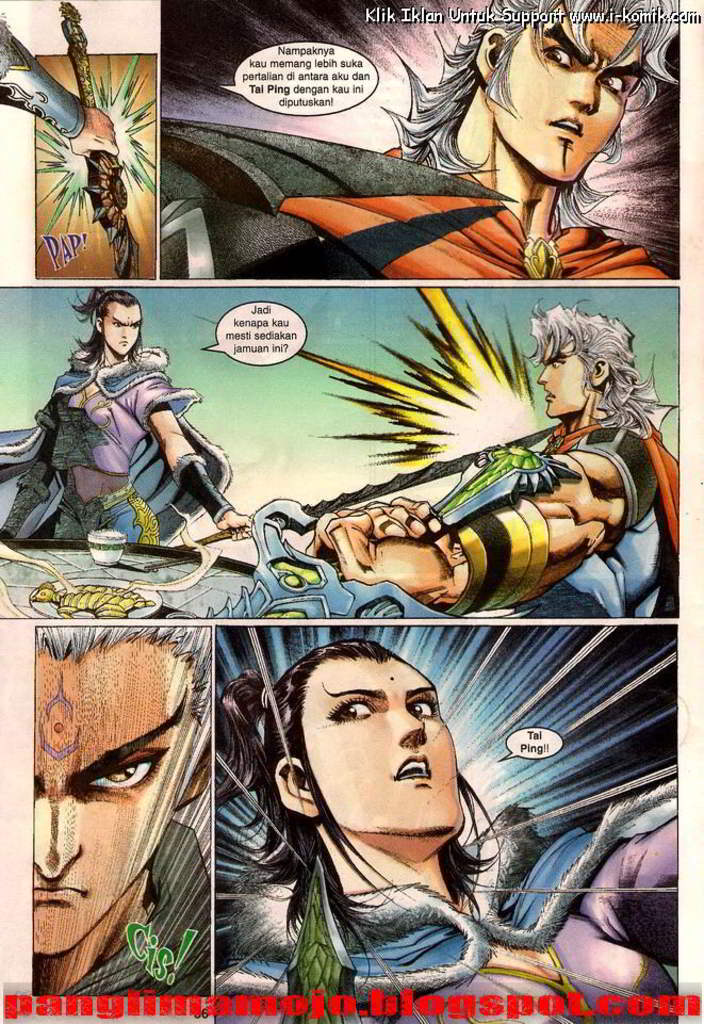 Klik Iklan Untuk Support www.i-komik.com
Nampaknya
kau memang lebih suka
pertalian di antara aku dan
Tai Ping dengan kau ini
diputuskan!
PAP!
Jadi
kenapa kau
mesti sediakan
jamuan ini?
Tai
Ping!!
Cis!
panglimamojo.blogspot.com